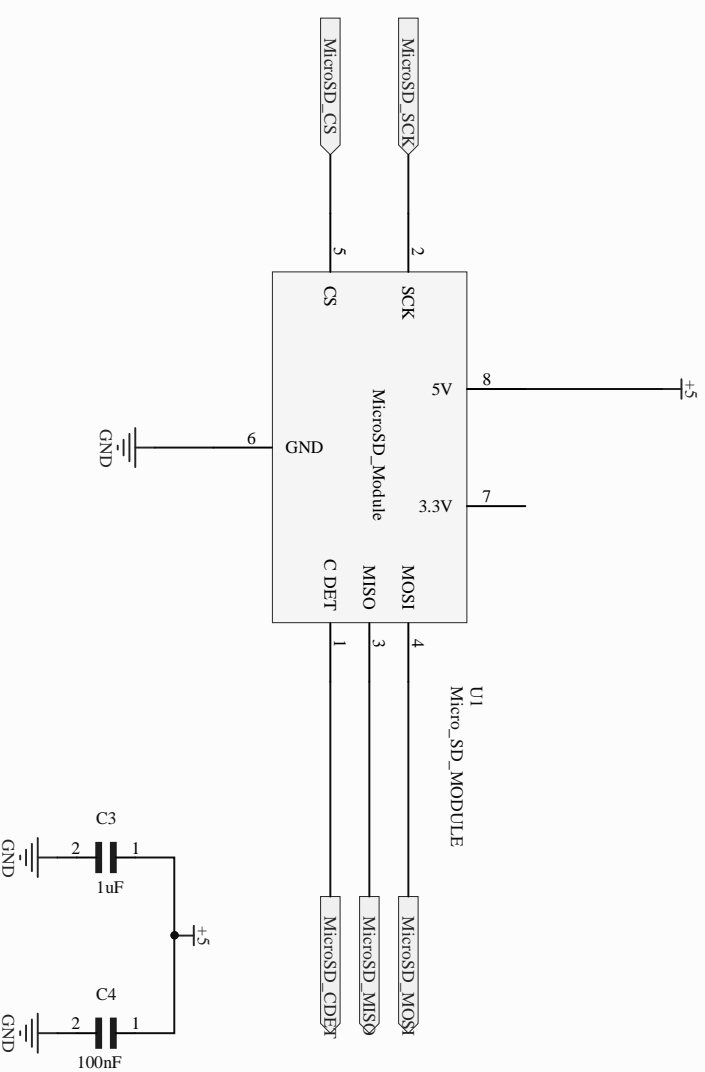 MicroSD_SCK
MicroSD_CS
2
5
SCK
CS
5V
8
+5
MicroSD_Module
GND
6
GND
3.3V
7
MOSI
MISO
C DET
4
3
1
U1
Micro_SD_MODULE
MicroSD_MOSI
MicroSD_MISO
MicroSD_CDET
C3
2
1
1uF
GND
+5
C4
2
1
100nF
GND